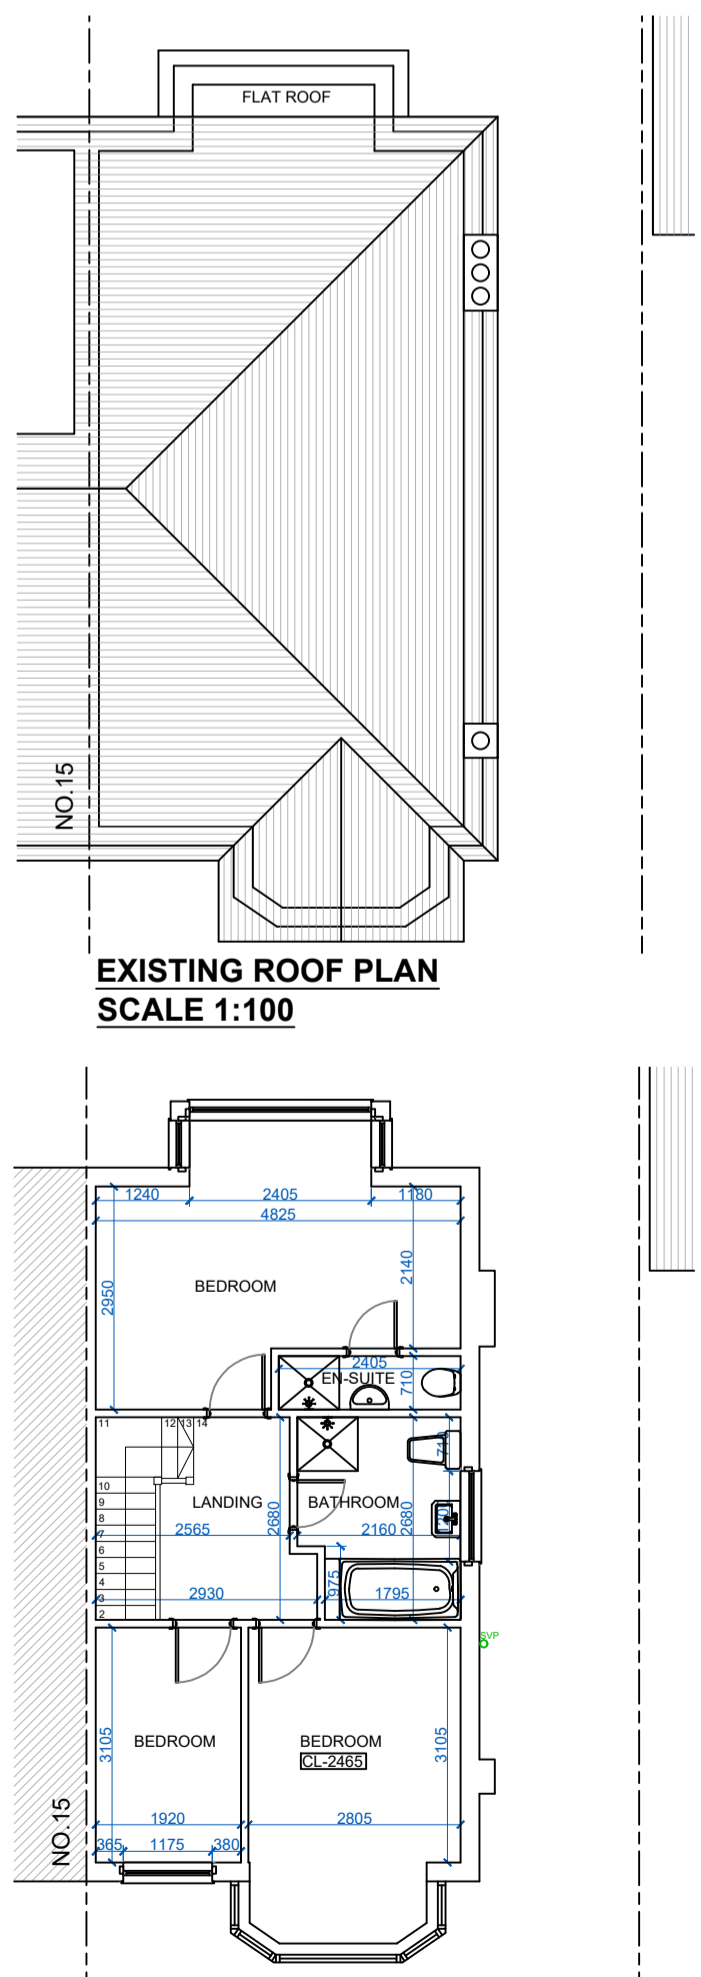 FLAT ROOF
NO.15
EXISTING ROOF PLAN
SCALE 1:100
1240 2405 1180
4825
2950
2140
BEDROOM
2405
EN-SUITE
710
11 12 13 14
10
9
8
7
6
5
4
3
2
LANDING
2680
BATHROOM
2680
2565
2160
975
2930
1795
SVP
3105
BEDROOM
BEDROOM
CL-2465
3105
1920
2805
365 1175 380
NO.15